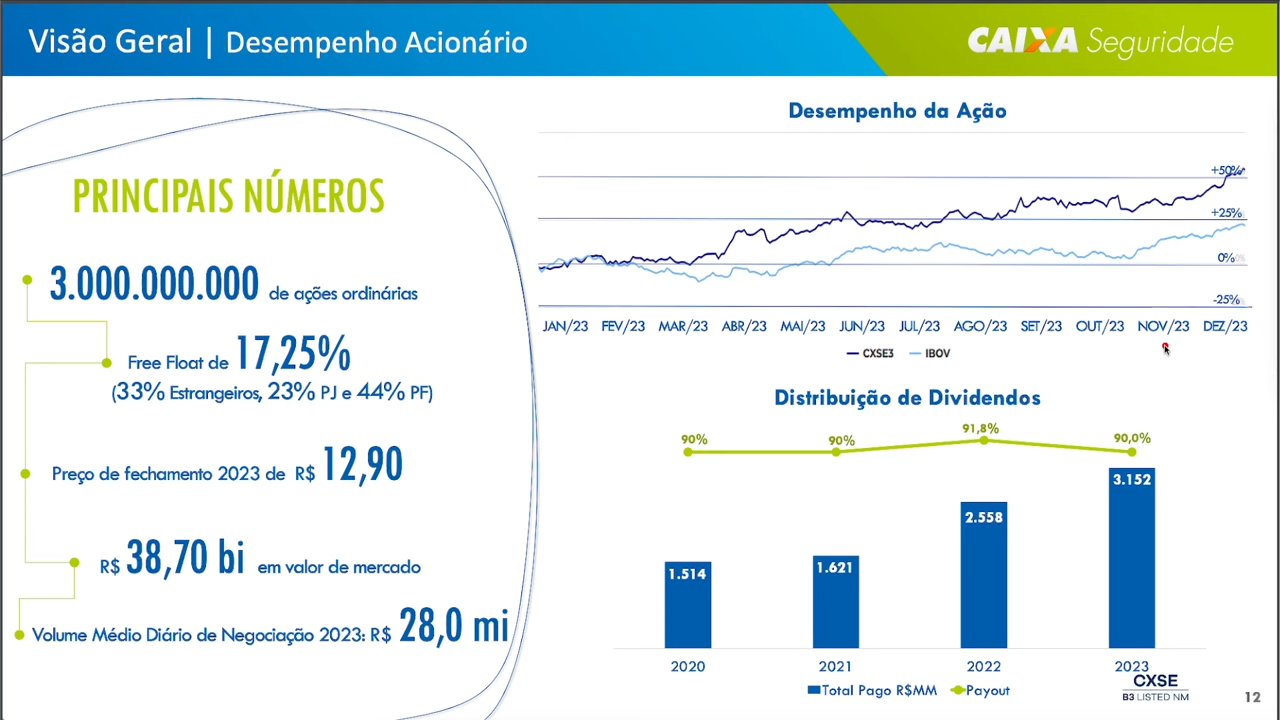 Visão Geral | Desempenho Acionário
CAIXA Seguridade
PRINCIPAIS NÚMEROS
3.000.000.000 de ações ordinárias
Free Float de 17,25%
(33% Estrangeiros, 23% PJ e 44% PF)
Preço de fechamento 2023 de R$ 12,90
R$ 38,70 bi em valor de mercado
Volume Médio Diário de Negociação 2023: R$ 28,0 mi
Desempenho da Ação
+50%
+25%
0%
-25%
JAN/23 FEV/23 MAR/23 ABR/23 MAI/23 JUN/23 JUL/23 AGO/23 SET/23 OUT/23 NOV/23 DEZ/23
CXSE3 IBOV
Distribuição de Dividendos
90% 90% 91,8% 90,0%
1.514 1.621 2.558 3.152
2020 2021 2022 2023
Total Pago R$MM Payout
CXSE
B3 LISTED NM
12